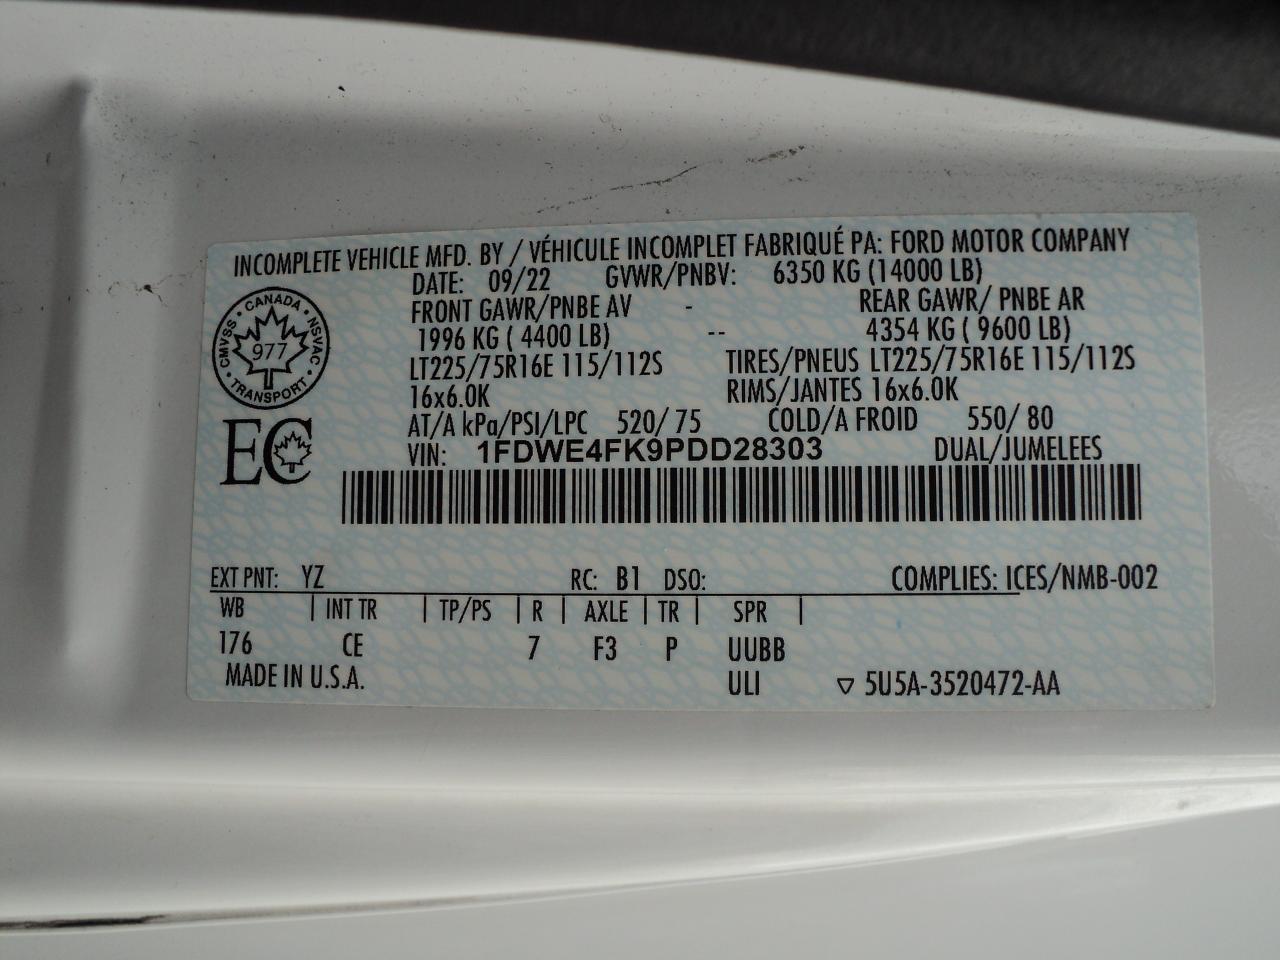 INCOMPLETE VEHICLE MFD. BY / VÉHICULE INCOMPLET FABRIQUÉ PA: FORD MOTOR COMPANY
DATE: 09/22 GVWR/PNBV: 6350 KG (14000 LB)
FRONT GAWR/PNBE AV - REAR GAWR/ PNBE AR
1996 KG ( 4400 LB) -- 4354 KG ( 9600 LB)
LT225/75R16E 115/112S TIRES/PNEUS LT225/75R16E 115/112S
16x6.0K RIMS/JANTES 16x6.0K
AT/A kPa/PSI/LPC 520/ 75 COLD/A FROID 550/ 80
VIN: 1FDWE4FK9PDD28303 DUAL/JUMELEES
CANADA
CMVSS • NSVAC
977
TRANSPORT
EC
EXT PNT: YZ RC: B1 DSO: COMPLIES: ICES/NMB-002
WB | INT TR | TP/PS | R | AXLE | TR | SPR |
176 CE 7 F3 P UUBB
MADE IN U.S.A. ULI ▽ 5U5A-3520472-AA